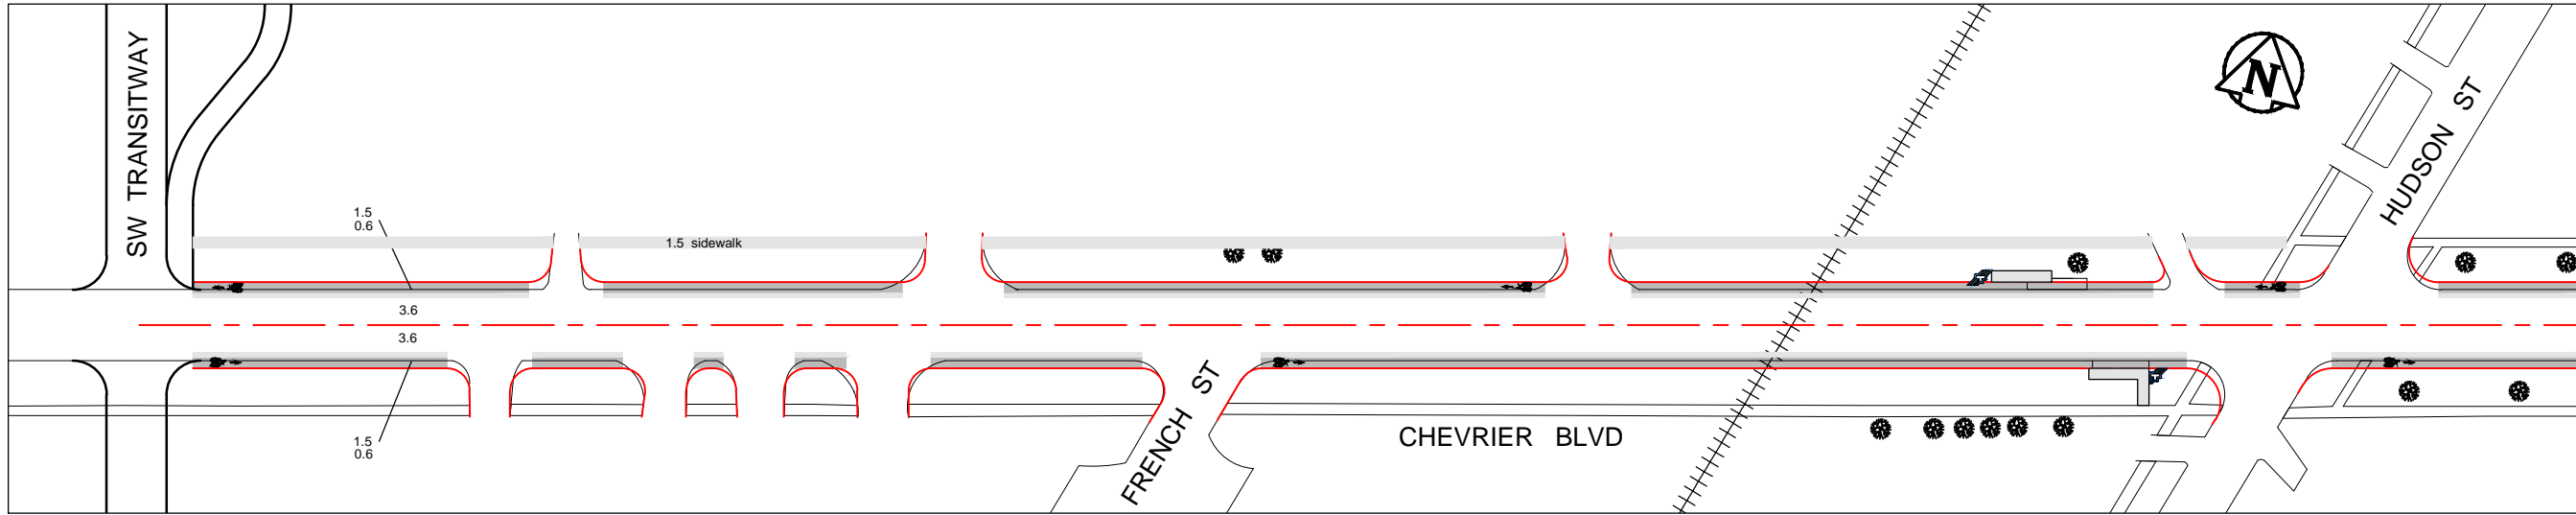 SW TRANSITWAY
N
HUDSON ST
1.5
0.6
1.5 sidewalk
3.6
3.6
1.5
0.6
FRENCH ST
CHEVRIER BLVD